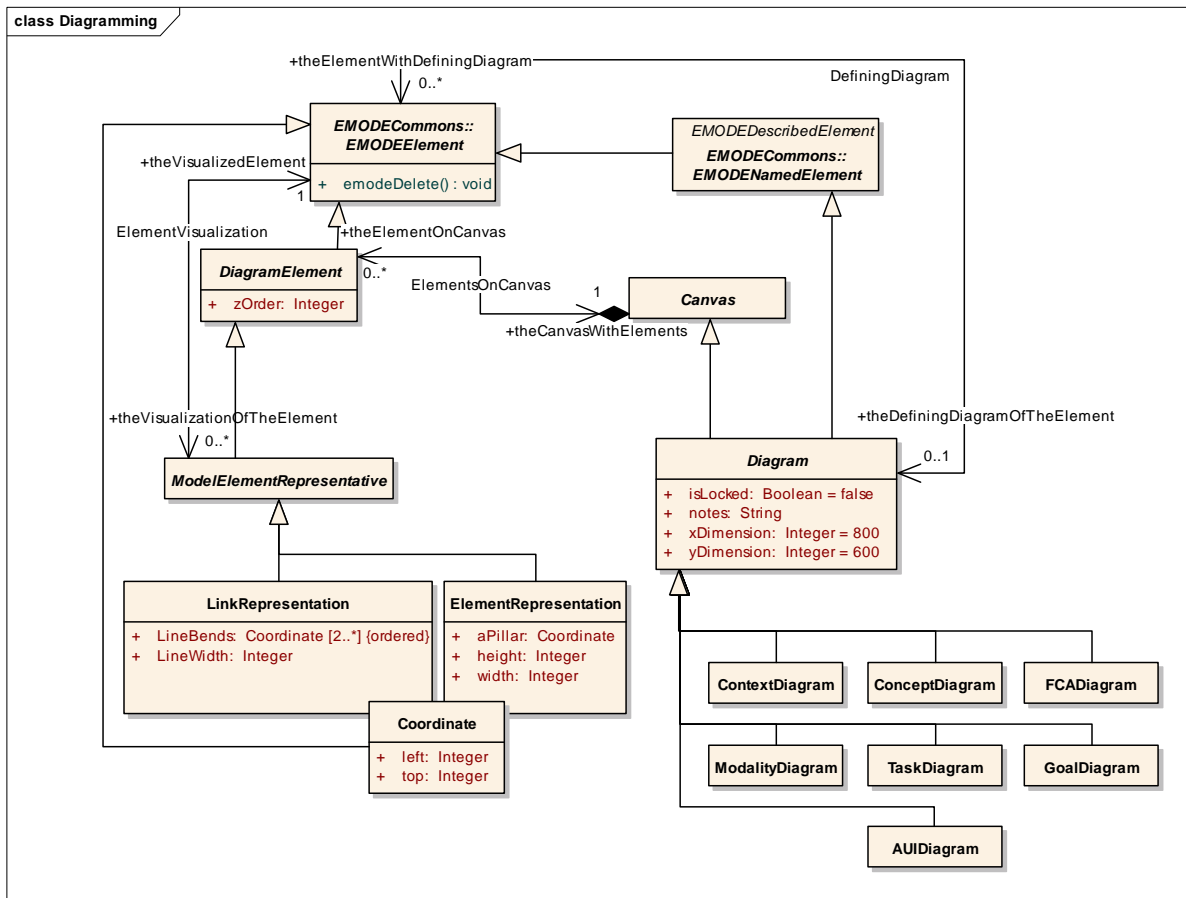 class Diagramming
+theElementWithDefiningDiagram
0..*
DefiningDiagram
EMODECommons::
EMODEElement
+ emodeDelete() : void
EMODEDescribedElement
EMODECommons::
EMODENamedElement
+theVisualizedElement
1
ElementVisualization
+theElementOnCanvas
0..*
DiagramElement
+ zOrder: Integer
ElementsOnCanvas
1
Canvas
+theCanvasWithElements
+theVisualizationOfTheElement
0..*
+theDefiningDiagramOfTheElement
0..1
ModelElementRepresentative
Diagram
+ isLocked: Boolean = false
+ notes: String
+ xDimension: Integer = 800
+ yDimension: Integer = 600
LinkRepresentation
+ LineBends: Coordinate [2..*] {ordered}
+ LineWidth: Integer
ElementRepresentation
+ aPillar: Coordinate
+ height: Integer
+ width: Integer
Coordinate
+ left: Integer
+ top: Integer
ContextDiagram
ConceptDiagram
FCADiagram
ModalityDiagram
TaskDiagram
GoalDiagram
AUIDiagram